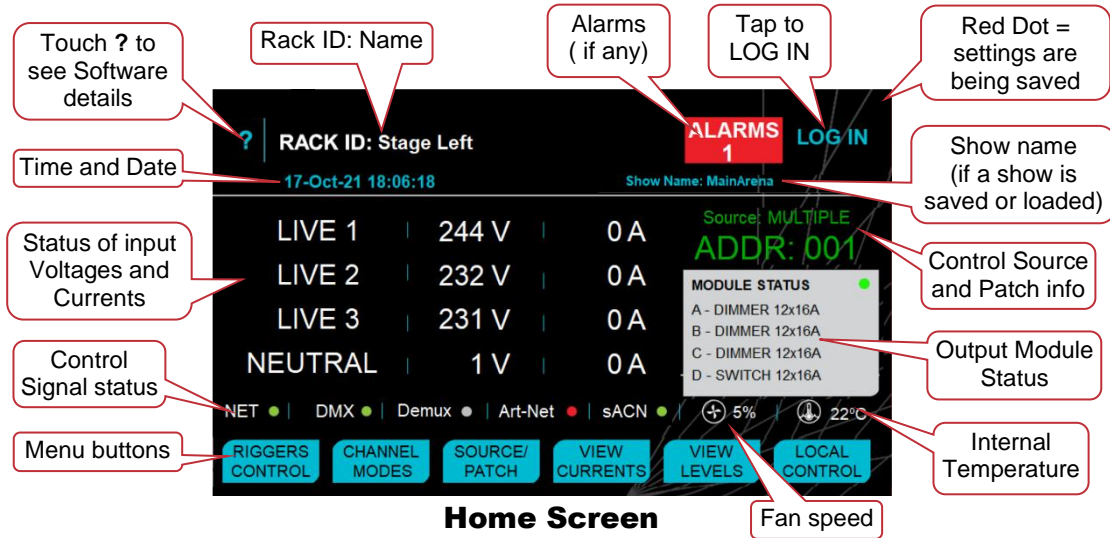 Touch ? to
see Software
details
Rack ID: Name
Alarms
( if any)
Tap to
LOG IN
Red Dot =
settings are
being saved
? RACK ID: Stage Left
ALARMS
1
LOG IN
Time and Date
17-Oct-21 18:06:18
Show Name: MainArena
Show name
(if a show is
saved or loaded)
Status of input
Voltages and
Currents
LIVE 1 244 V 0 A
LIVE 2 232 V 0 A
LIVE 3 231 V 0 A
NEUTRAL 1 V 0 A
Source: MULTIPLE
ADDR: 001
Control Source
and Patch info
MODULE STATUS
A - DIMMER 12x16A
B - DIMMER 12x16A
C - DIMMER 12x16A
D - SWITCH 12x16A
Output Module
Status
Control
Signal status
NET DMX Demux Art-Net sACN 5% 22°C
Menu buttons
RIGGERS
CONTROL
CHANNEL
MODES
SOURCE/
PATCH
VIEW
CURRENTS
VIEW
LEVELS
LOCAL
CONTROL
Internal
Temperature
Home Screen
Fan speed